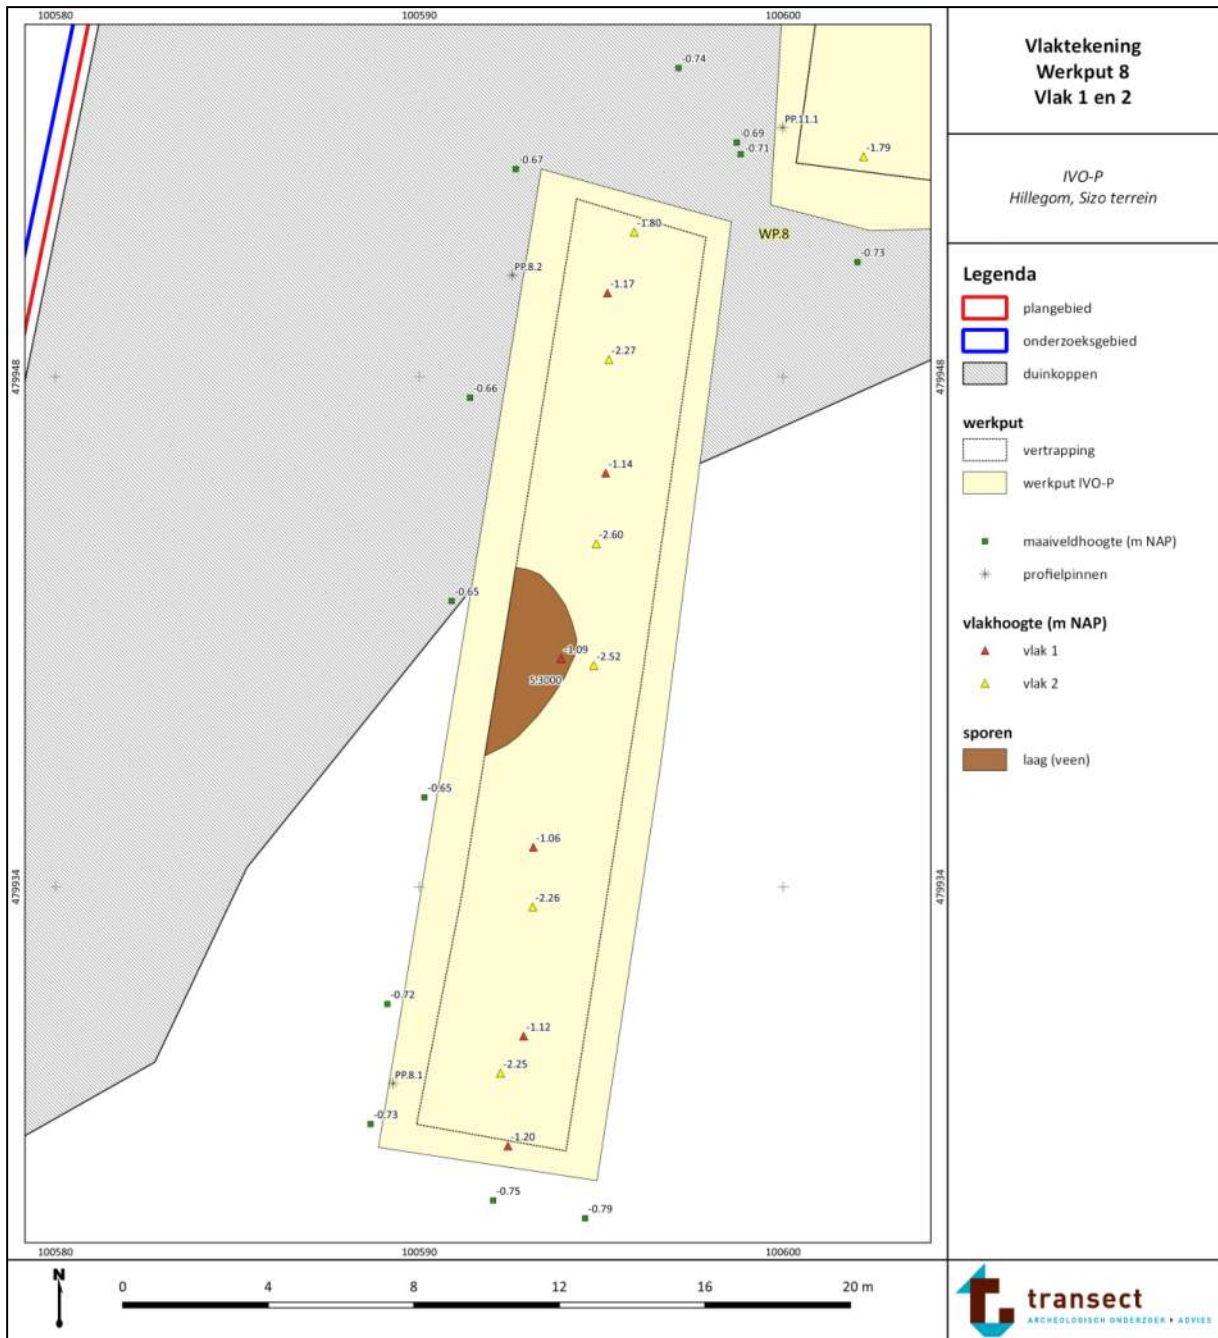 100580
100590
100600
-0.74
-0.69
-0.71
PP.11.1
-1.79
-0.67
-1.80
WP.8
-0.73
PP.8.2
-1.17
-2.27
479948
479948
-0.66
-1.14
-2.60
-0.65
-1.09
-2.52
S.3000
-0.65
-1.06
479934
479934
-2.26
-0.72
-1.12
-2.25
PP.8.1
-0.73
-1.20
-0.75
-0.79
100580
100590
100600
N
0
4
8
12
16
20 m
Vlaktekening
Werkput 8
Vlak 1 en 2
IVO-P
Hillegom, Sizo terrein
Legenda
plangebied
onderzoeksgebied
duinkoppen
werkput
vertrapping
werkput IVO-P
maaiveldhoogte (m NAP)
profielpinnen
vlakhoogte (m NAP)
vlak 1
vlak 2
sporen
laag (veen)
transect
ARCHEOLOGISCH ONDERZOEK & ADVIES